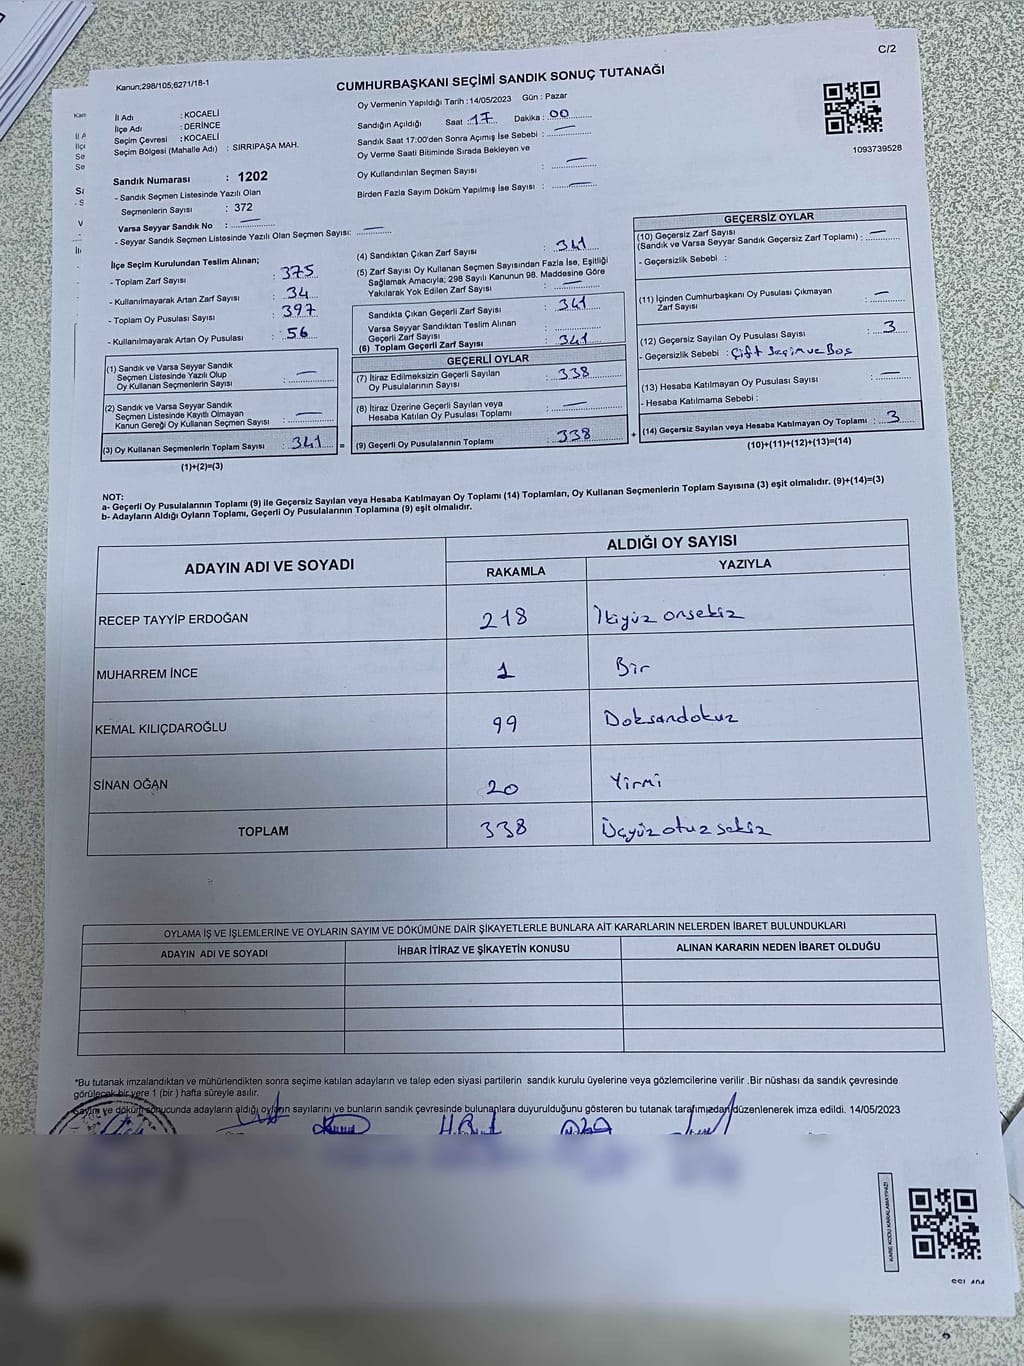 C/2
Kanun;298/105;6271/18-1
CUMHURBAŞKANI SEÇİMİ SANDIK SONUÇ TUTANAĞI
İl Adı : KOCAELİ
İlçe Adı : DERİNCE
Seçim Çevresi : KOCAELİ
Seçim Bölgesi (Mahalle Adı) : SIRRIPAŞA MAH.
Sandık Numarası : 1202
- Sandık Seçmen Listesinde Yazılı Olan
Seçmenlerin Sayısı : 372
Varsa Seyyar Sandık No : —
- Seyyar Sandık Seçmen Listesinde Yazılı Olan Seçmen Sayısı: —
Oy Vermenin Yapıldığı Tarih :14/05/2023 Gün : Pazar
Sandığın Açıldığı Saat :17 Dakika : 00
Sandık Saat 17:00'den Sonra Açımış İse Sebebi : —
Oy Verme Saati Bitiminde Sırada Bekleyen ve
Oy Kullandırılan Seçmen Sayısı : —
Birden Fazla Sayım Döküm Yapılmış İse Sayısı : —
1093739528
İlçe Seçim Kurulundan Teslim Alınan;
- Toplam Zarf Sayısı : 375
- Kullanılmayarak Artan Zarf Sayısı : 34
- Toplam Oy Pusulası Sayısı : 397
- Kullanılmayarak Artan Oy Pusulası : 56
(1) Sandık ve Varsa Seyyar Sandık
Seçmen Listesinde Yazılı Olup
Oy Kullanan Seçmenlerin Sayısı : —
(2) Sandık ve Varsa Seyyar Sandık
Seçmen Listesinde Kayıtlı Olmayan
Kanun Gereği Oy Kullanan Seçmen Sayısı : —
(3) Oy Kullanan Seçmenlerin Toplam Sayısı : 341 =
(1)+(2)=(3)
(4) Sandıktan Çıkan Zarf Sayısı : 341
(5) Zarf Sayısı Oy Kullanan Seçmen Sayısından Fazla İse, Eşitliği
Sağlamak Amacıyla; 298 Sayılı Kanunun 98. Maddesine Göre
Yakılarak Yok Edilen Zarf Sayısı : —
Sandıkta Çıkan Geçerli Zarf Sayısı : 341
Varsa Seyyar Sandıktan Teslim Alınan
Geçerli Zarf Sayısı :
(6) Toplam Geçerli Zarf Sayısı : 341
GEÇERLİ OYLAR
(7) İtiraz Edilmeksizin Geçerli Sayılan
Oy Pusulalarının Sayısı : 338
(8) İtiraz Üzerine Geçerli Sayılan veya
Hesaba Katılan Oy Pusulası Toplamı : —
(9) Geçerli Oy Pusulalarının Toplamı : 338 +
GEÇERSİZ OYLAR
(10) Geçersiz Zarf Sayısı
(Sandık ve Varsa Seyyar Sandık Geçersiz Zarf Toplamı) : —
- Geçersizlik Sebebi :
(11) İçinden Cumhurbaşkanı Oy Pusulası Çıkmayan
Zarf Sayısı : —
(12) Geçersiz Sayılan Oy Pusulası Sayısı : 3
- Geçersizlik Sebebi : Çift Seçim ve Boş
(13) Hesaba Katılmayan Oy Pusulası Sayısı : —
- Hesaba Katılmama Sebebi :
(14) Geçersiz Sayılan veya Hesaba Katılmayan Oy Toplamı : 3
(10)+(11)+(12)+(13)=(14)
NOT:
a- Geçerli Oy Pusulalarının Toplamı (9) ile Geçersiz Sayılan veya Hesaba Katılmayan Oy Toplamı (14) Toplamları, Oy Kullanan Seçmenlerin Toplam Sayısına (3) eşit olmalıdır. (9)+(14)=(3)
b- Adayların Aldığı Oyların Toplamı, Geçerli Oy Pusulalarının Toplamına (9) eşit olmalıdır.
ADAYIN ADI VE SOYADI ALDIĞI OY SAYISI
RAKAMLA YAZIYLA
RECEP TAYYİP ERDOĞAN 218 İkiyüz onsekiz
MUHARREM İNCE 1 Bir
KEMAL KILIÇDAROĞLU 99 Doksandokuz
SİNAN OĞAN 20 Yirmi
TOPLAM 338 Üçyüz otuz sekiz
OYLAMA İŞ VE İŞLEMLERİNE VE OYLARIN SAYIM VE DÖKÜMÜNE DAİR ŞİKAYETLERLE BUNLARA AİT KARARLARIN NELERDEN İBARET BULUNDUKLARI
ADAYIN ADI VE SOYADI İHBAR İTİRAZ VE ŞİKAYETİN KONUSU ALINAN KARARIN NEDEN İBARET OLDUĞU
*Bu tutanak imzalandıktan ve mühürlendikten sonra seçime katılan adayların ve talep eden siyasi partilerin sandık kurulu üyelerine veya gözlemcilerine verilir .Bir nüshası da sandık çevresinde
görülecek bir yere 1 (bir ) hafta süreyle asılır.
Sayım ve döküm sonucunda adayların aldığı oyların sayılarını ve bunların sandık çevresinde bulunanlara duyurulduğunu gösteren bu tutanak tarafımızdan düzenlenerek imza edildi. 14/05/2023
KARE KODU KARALAMAYINIZ!